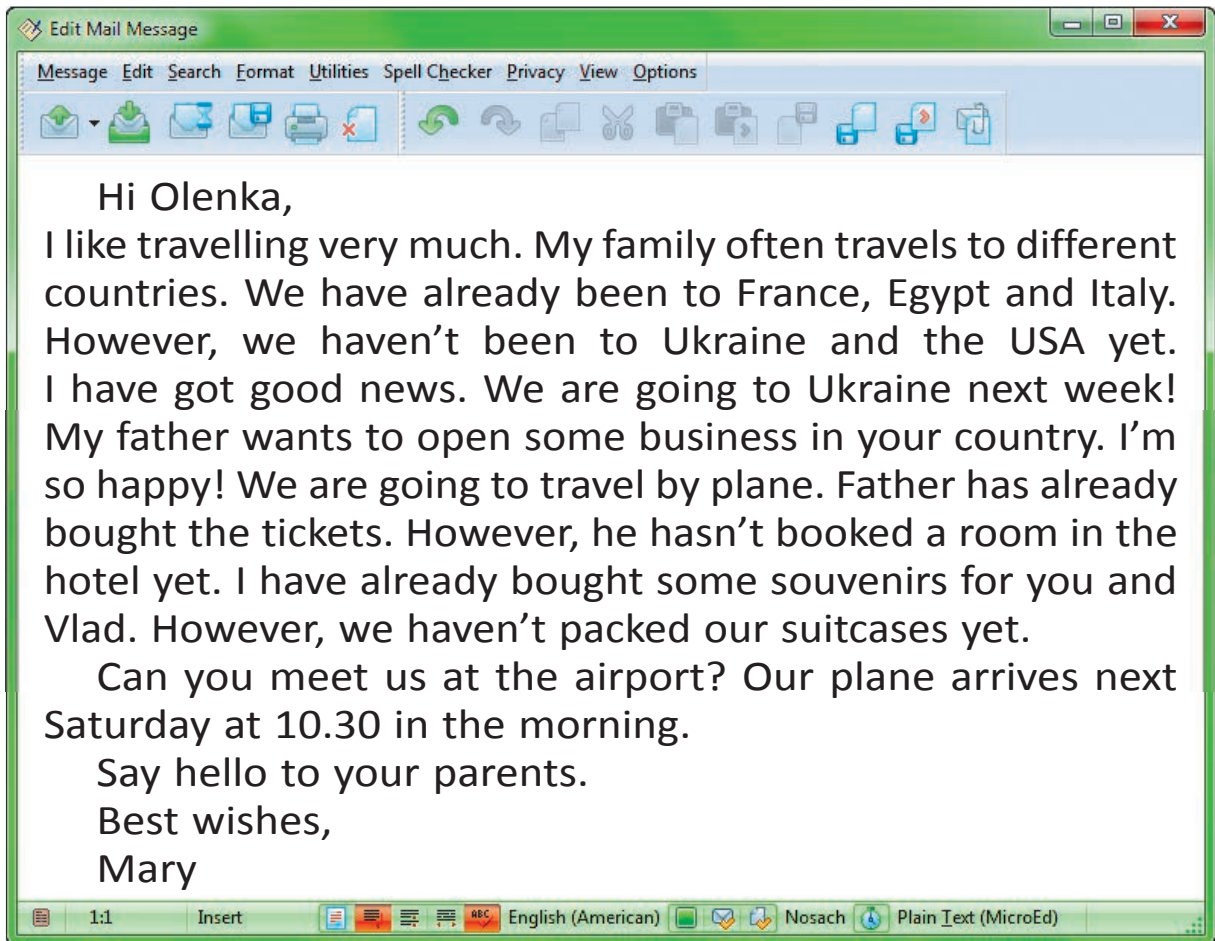 Edit Mail Message
Message Edit Search Format Utilities Spell Checker Privacy View Options
Hi Olenka,
I like travelling very much. My family often travels to different
countries. We have already been to France, Egypt and Italy.
However, we haven’t been to Ukraine and the USA yet.
I have got good news. We are going to Ukraine next week!
My father wants to open some business in your country. I’m
so happy! We are going to travel by plane. Father has already
bought the tickets. However, he hasn’t booked a room in the
hotel yet. I have already bought some souvenirs for you and
Vlad. However, we haven’t packed our suitcases yet.
Can you meet us at the airport? Our plane arrives next
Saturday at 10.30 in the morning.
Say hello to your parents.
Best wishes,
Mary
1:1 Insert ABC English (American) Nosach Plain Text (MicroEd)